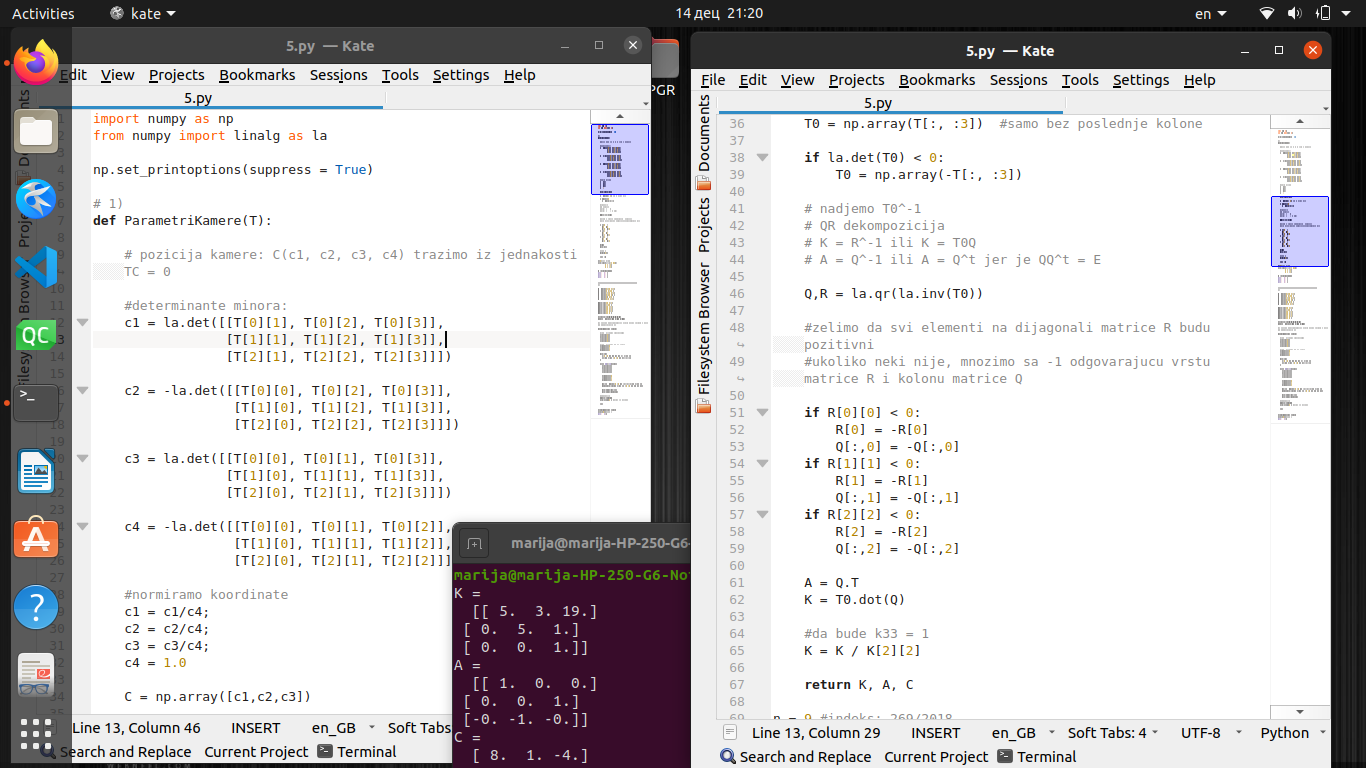 Activities kate 14 дец 21:20 en
5.py — Kate
Edit View Projects Bookmarks Sessions Tools Settings Help
5.py
import numpy as np
from numpy import linalg as la
np.set_printoptions(suppress = True)
# 1)
def ParametriKamere(T):
# pozicija kamere: C(c1, c2, c3, c4) trazimo iz jednakosti
TC = 0
#determinante minora:
c1 = la.det([[T[0][1], T[0][2], T[0][3]],
[T[1][1], T[1][2], T[1][3]],
[T[2][1], T[2][2], T[2][3]]])
c2 = -la.det([[T[0][0], T[0][2], T[0][3]],
[T[1][0], T[1][2], T[1][3]],
[T[2][0], T[2][2], T[2][3]]])
c3 = la.det([[T[0][0], T[0][1], T[0][3]],
[T[1][0], T[1][1], T[1][3]],
[T[2][0], T[2][1], T[2][3]]])
c4 = -la.det([[T[0][0], T[0][1], T[0][2]],
[T[1][0], T[1][1], T[1][2]],
[T[2][0], T[2][1], T[2][2]]]
#normiramo koordinate
c1 = c1/c4;
c2 = c2/c4;
c3 = c3/c4;
c4 = 1.0
C = np.array([c1,c2,c3])
Line 13, Column 46 INSERT en_GB Soft Tabs
Search and Replace Current Project Terminal
PGR
marija@marija-HP-250-G6-
marija@marija-HP-250-G6-Not
K =
[[ 5. 3. 19.]
[ 0. 5. 1.]
[ 0. 0. 1.]]
A =
[[ 1. 0. 0.]
[ 0. 0. 1.]
[-0. -1. -0.]]
C =
[ 8. 1. -4.]
5.py — Kate
File Edit View Projects Bookmarks Sessions Tools Settings Help
5.py
Documents
Projects
Filesystem Browser
36 T0 = np.array(T[:, :3]) #samo bez poslednje kolone
37
38 if la.det(T0) < 0:
39 T0 = np.array(-T[:, :3])
40
41 # nadjemo T0^-1
42 # QR dekompozicija
43 # K = R^-1 ili K = T0Q
44 # A = Q^-1 ili A = Q^t jer je QQ^t = E
45
46 Q,R = la.qr(la.inv(T0))
47
48 #zelimo da svi elementi na dijagonali matrice R budu
pozitivni
49 #ukoliko neki nije, mnozimo sa -1 odgovarajucu vrstu
matrice R i kolonu matrice Q
50
51 if R[0][0] < 0:
52 R[0] = -R[0]
53 Q[:,0] = -Q[:,0]
54 if R[1][1] < 0:
55 R[1] = -R[1]
56 Q[:,1] = -Q[:,1]
57 if R[2][2] < 0:
58 R[2] = -R[2]
59 Q[:,2] = -Q[:,2]
60
61 A = Q.T
62 K = T0.dot(Q)
63
64 #da bude k33 = 1
65 K = K / K[2][2]
66
67 return K, A, C
68
69 n = 9 #indeks: 269/2018
Line 13, Column 29 INSERT en_GB Soft Tabs: 4 UTF-8 Python
Search and Replace Current Project Terminal